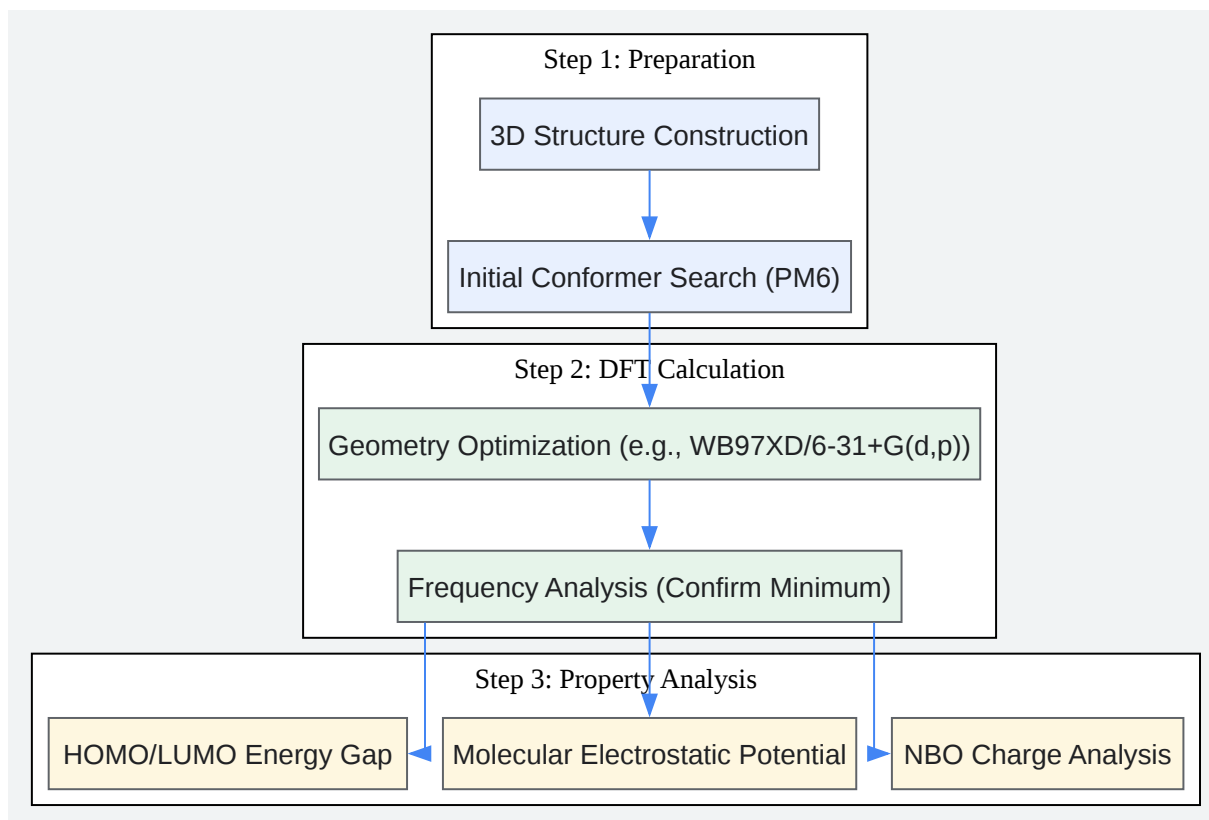 Step 1: Preparation
3D Structure Construction
Initial Conformer Search (PM6)
Step 2: DFT Calculation
Geometry Optimization (e.g., WB97XD/6-31+G(d,p))
Frequency Analysis (Confirm Minimum)
Step 3: Property Analysis
HOMO/LUMO Energy Gap
Molecular Electrostatic Potential
NBO Charge Analysis